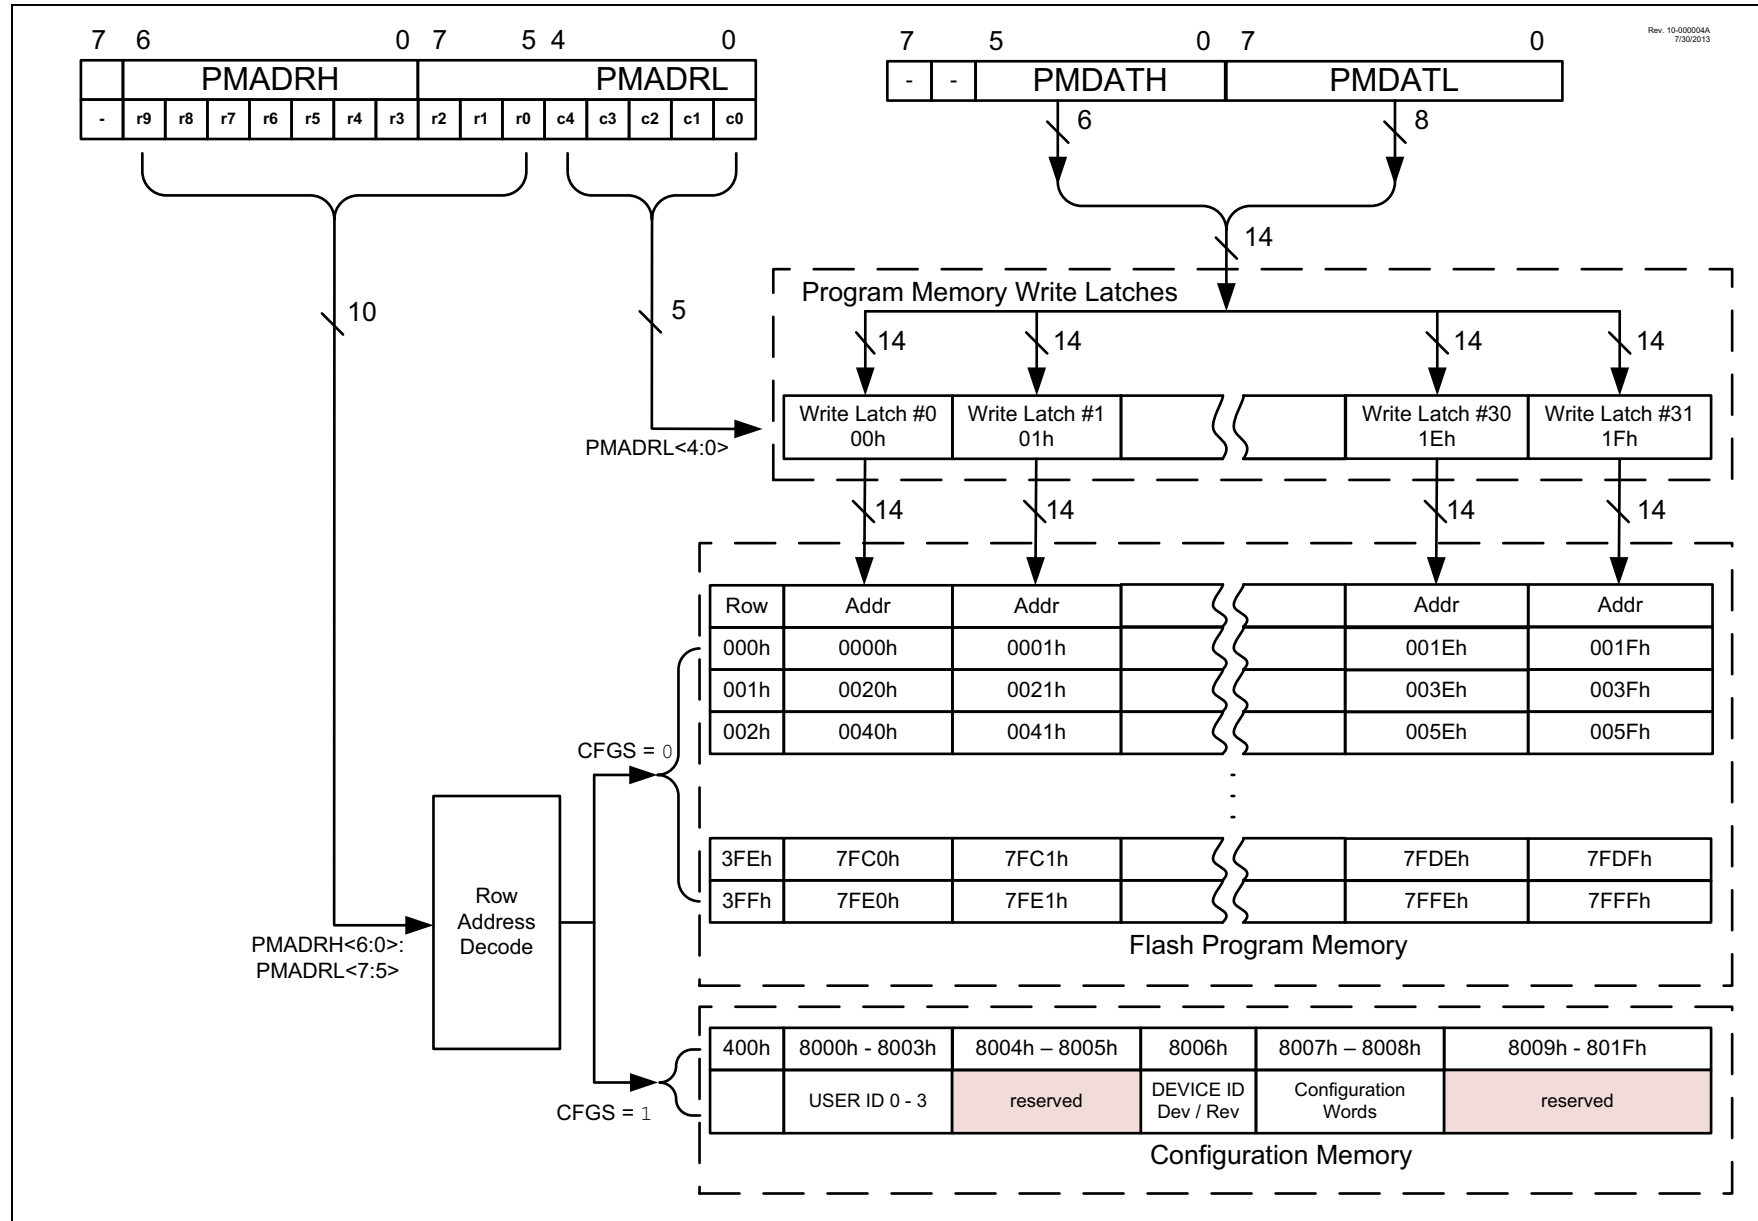 Rev. 10-000004A
7/30/2013
7 6 0 7 5 4 0
7 5 0 7 0
PMADRH PMADRL
- - PMDATH PMDATL
- r9 r8 r7 r6 r5 r4 r3 r2 r1 r0 c4 c3 c2 c1 c0
6 8
14
10 5
Program Memory Write Latches
14 14 14 14
Write Latch #0 Write Latch #1 Write Latch #30 Write Latch #31
00h 01h 1Eh 1Fh
PMADRL<4:0>
14 14 14 14
Row Addr Addr Addr Addr
000h 0000h 0001h 001Eh 001Fh
001h 0020h 0021h 003Eh 003Fh
002h 0040h 0041h 005Eh 005Fh
CFGS = 0
3FEh 7FC0h 7FC1h 7FDEh 7FDFh
3FFh 7FE0h 7FE1h 7FFEh 7FFFh
Row
Address
Decode
PMADRH<6:0>:
PMADRL<7:5>
Flash Program Memory
400h 8000h - 8003h 8004h – 8005h 8006h 8007h – 8008h 8009h - 801Fh
USER ID 0 - 3 reserved DEVICE ID Configuration reserved
Dev / Rev Words
CFGS = 1
Configuration Memory